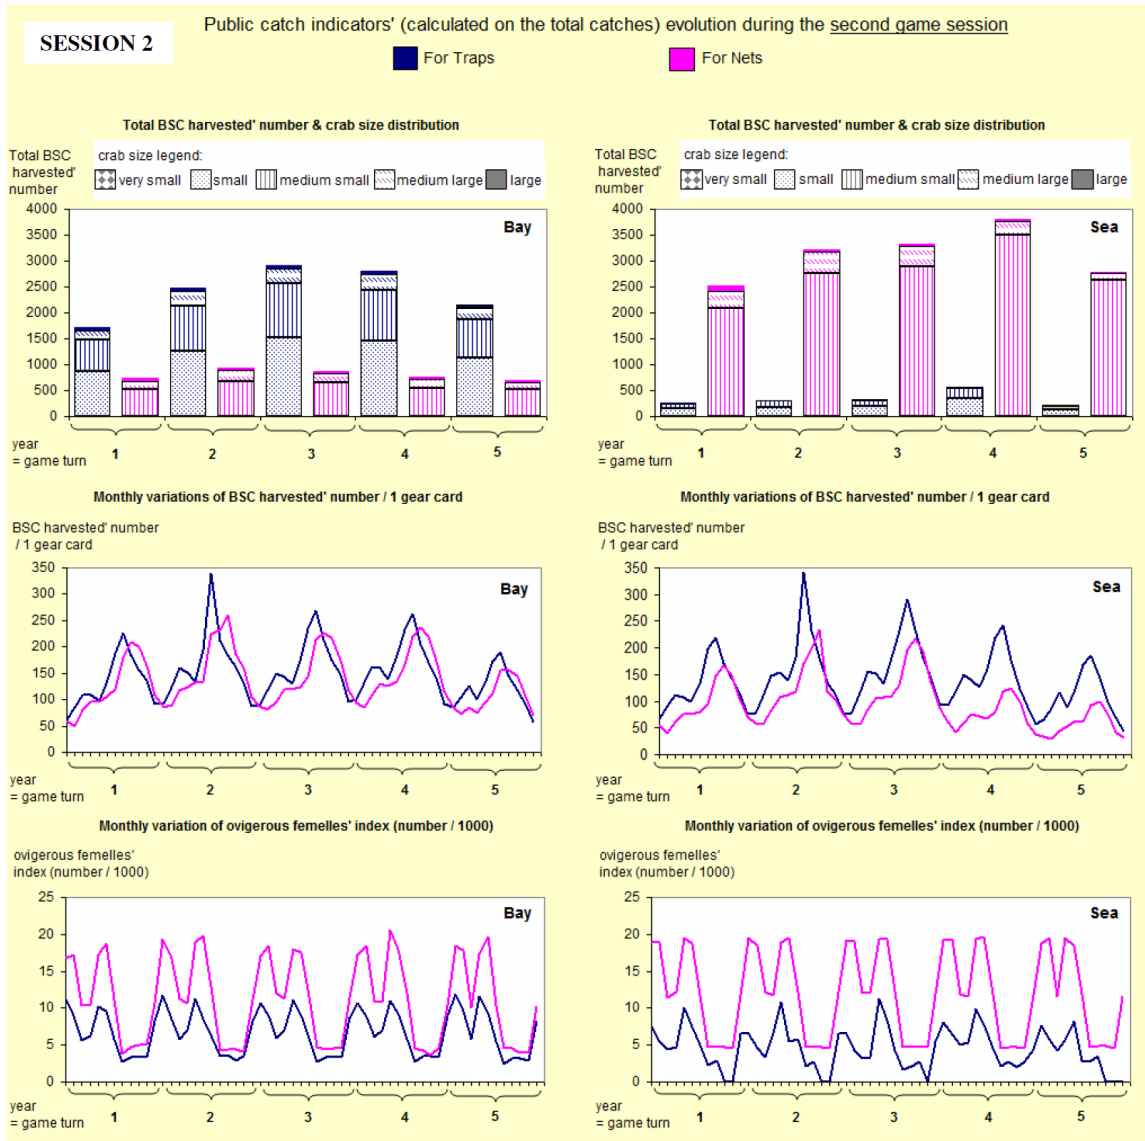 SESSION 2
Public catch indicators' (calculated on the total catches) evolution during the second game session
For Traps
For Nets
Total BSC harvested' number & crab size distribution
Total BSC
harvested'
number
crab size legend:
very small
small
medium small
medium large
large
4000
3500
3000
2500
2000
1500
1000
500
0
Bay
year
= game turn
1
2
3
4
5
Total BSC harvested' number & crab size distribution
Total BSC
harvested'
number
crab size legend:
very small
small
medium small
medium large
large
4000
3500
3000
2500
2000
1500
1000
500
0
Sea
year
= game turn
1
2
3
4
5
Monthly variations of BSC harvested' number / 1 gear card
BSC harvested' number
/ 1 gear card
350
300
250
200
150
100
50
0
Bay
year
= game turn
1
2
3
4
5
Monthly variations of BSC harvested' number / 1 gear card
BSC harvested' number
/ 1 gear card
350
300
250
200
150
100
50
0
Sea
year
= game turn
1
2
3
4
5
Monthly variation of ovigerous femelles' index (number / 1000)
ovigerous femelles'
index (number / 1000)
25
20
15
10
5
0
Bay
year
= game turn
1
2
3
4
5
Monthly variation of ovigerous femelles' index (number / 1000)
ovigerous femelles'
index (number / 1000)
25
20
15
10
5
0
Sea
year
= game turn
1
2
3
4
5